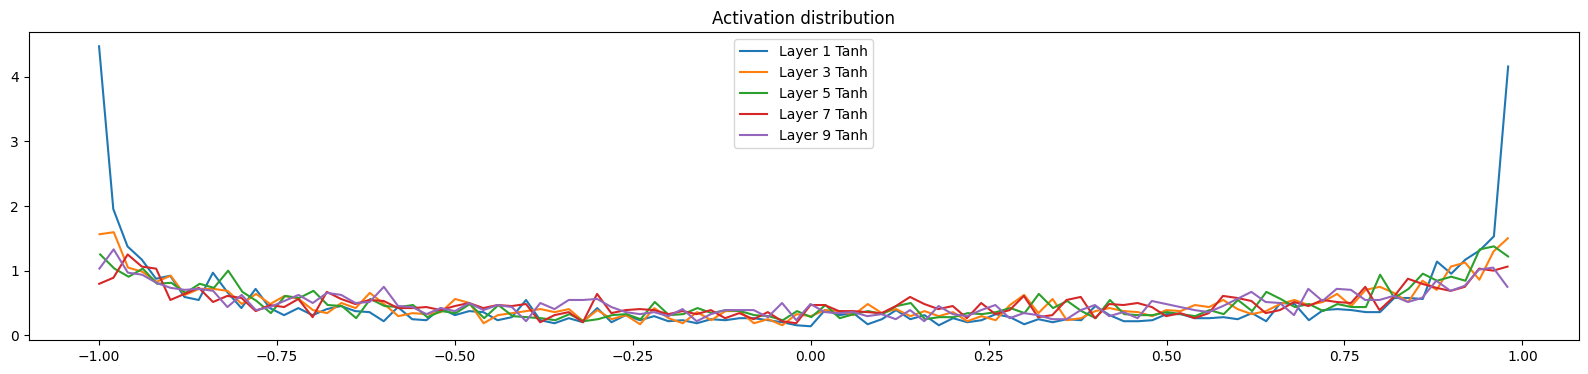 Activation distribution
Layer 1 Tanh
Layer 3 Tanh
Layer 5 Tanh
Layer 7 Tanh
Layer 9 Tanh
4
3
2
1
0
−1.00 −0.75 −0.50 −0.25 0.00 0.25 0.50 0.75 1.00